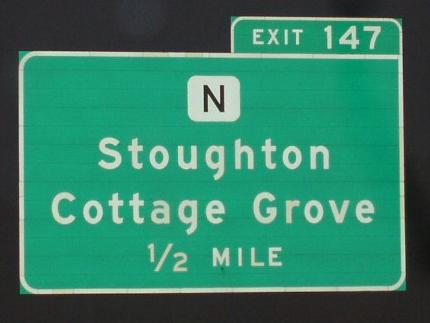 EXIT 147
N
Stoughton
Cottage Grove
1/2 MILE